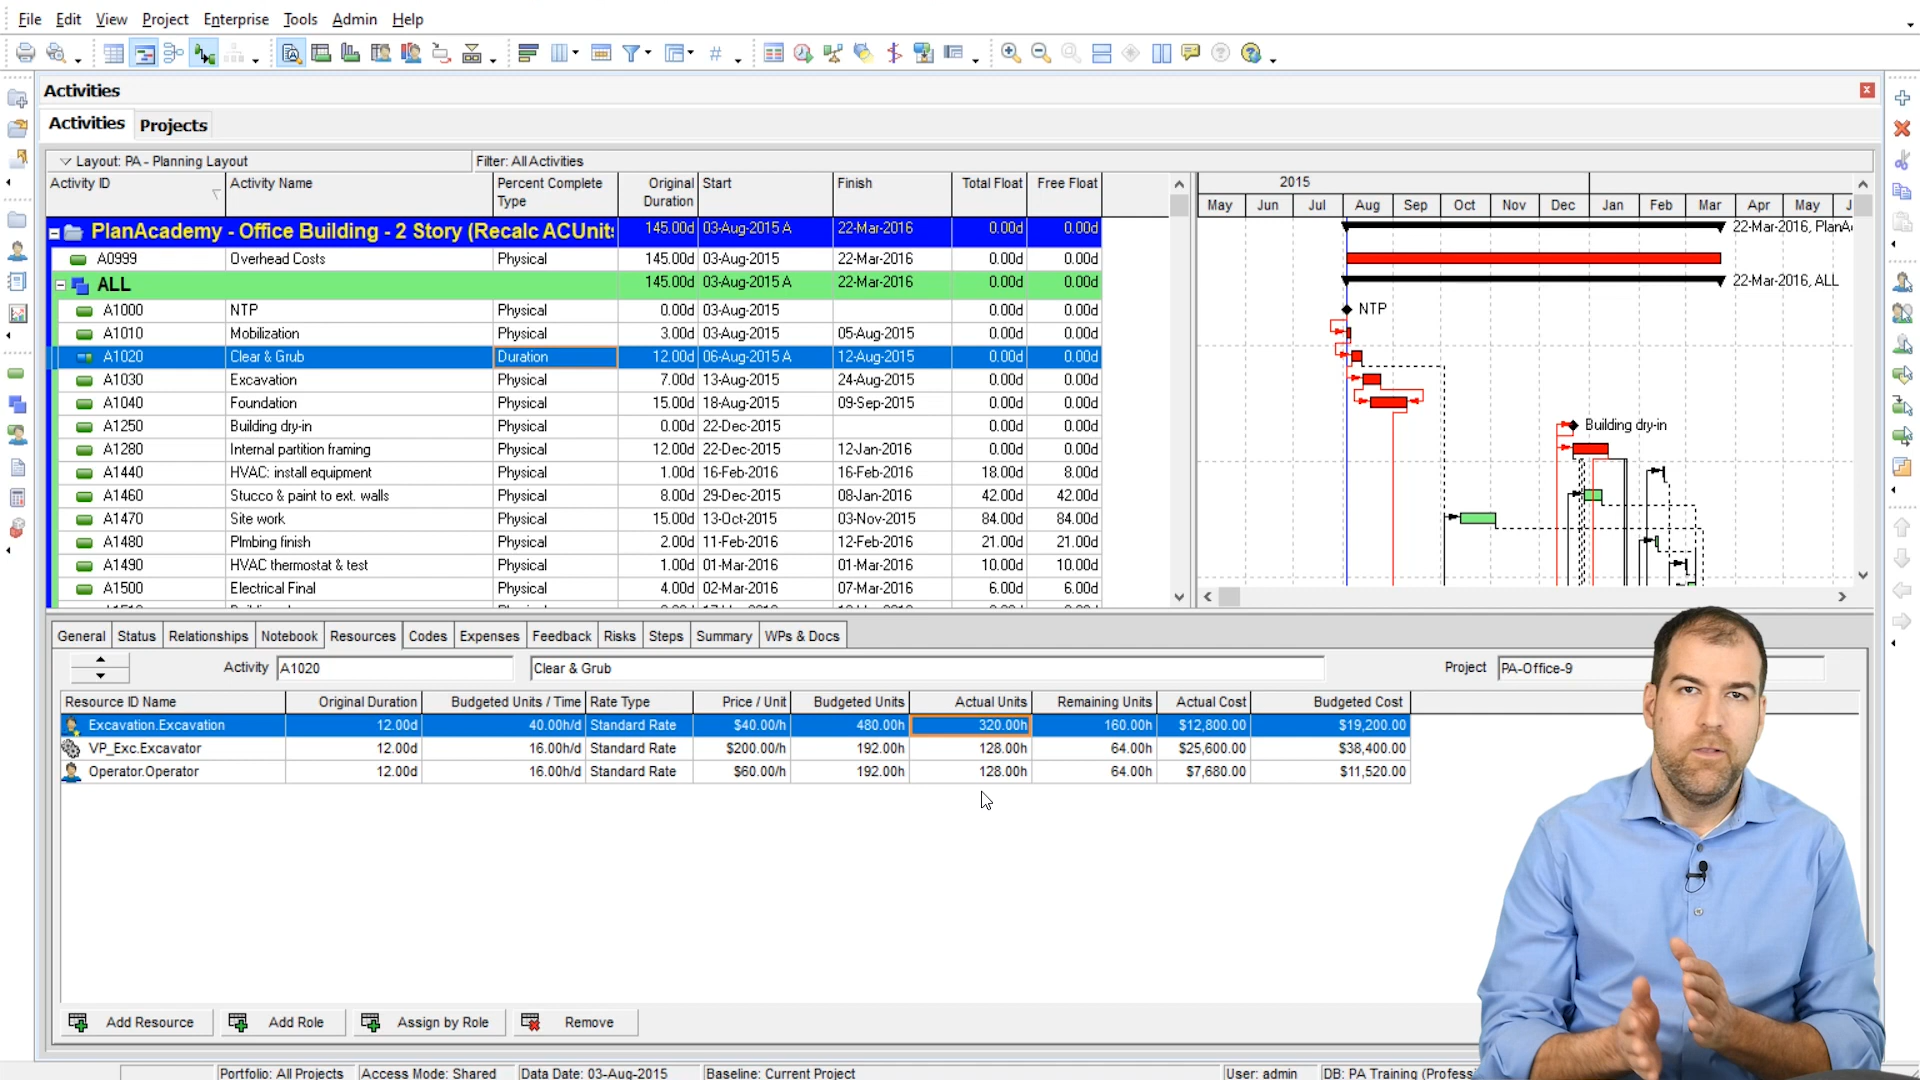 File Edit View Project Enterprise Tools Admin Help
Activities
Activities Projects
Layout: PA - Planning Layout Filter: All Activities
Activity ID Activity Name Percent Complete Type Original Duration Start Finish Total Float Free Float
PlanAcademy - Office Building - 2 Story (Recalc ACUnits 145.00d 03-Aug-2015 A 22-Mar-2016 0.00d 0.00d
A0999 Overhead Costs Physical 145.00d 03-Aug-2015 22-Mar-2016 0.00d 0.00d
ALL 145.00d 03-Aug-2015 A 22-Mar-2016 0.00d 0.00d
A1000 NTP Physical 0.00d 03-Aug-2015 0.00d 0.00d
A1010 Mobilization Physical 3.00d 03-Aug-2015 05-Aug-2015 0.00d 0.00d
A1020 Clear & Grub Duration 12.00d 06-Aug-2015 A 12-Aug-2015 0.00d 0.00d
A1030 Excavation Physical 7.00d 13-Aug-2015 24-Aug-2015 0.00d 0.00d
A1040 Foundation Physical 15.00d 18-Aug-2015 09-Sep-2015 0.00d 0.00d
A1250 Building dry-in Physical 0.00d 22-Dec-2015 0.00d 0.00d
A1280 Internal partition framing Physical 12.00d 22-Dec-2015 12-Jan-2016 0.00d 0.00d
A1440 HVAC: install equipment Physical 1.00d 16-Feb-2016 16-Feb-2016 18.00d 8.00d
A1460 Stucco & paint to ext. walls Physical 8.00d 29-Dec-2015 08-Jan-2016 42.00d 42.00d
A1470 Site work Physical 15.00d 13-Oct-2015 03-Nov-2015 84.00d 84.00d
A1480 Plmbing finish Physical 2.00d 11-Feb-2016 12-Feb-2016 21.00d 21.00d
A1490 HVAC thermostat & test Physical 1.00d 01-Mar-2016 01-Mar-2016 10.00d 10.00d
A1500 Electrical Final Physical 4.00d 02-Mar-2016 07-Mar-2016 6.00d 6.00d
2015
May Jun Jul Aug Sep Oct Nov Dec Jan Feb Mar Apr May J
22-Mar-2016, PlanA
22-Mar-2016, ALL
NTP
Building dry-in
General Status Relationships Notebook Resources Codes Expenses Feedback Risks Steps Summary WPs & Docs
Activity A1020 Clear & Grub Project PA-Office-9
Resource ID Name Original Duration Budgeted Units / Time Rate Type Price / Unit Budgeted Units Actual Units Remaining Units Actual Cost Budgeted Cost
Excavation.Excavation 12.00d 40.00h/d Standard Rate $40.00/h 480.00h 320.00h 160.00h $12,800.00 $19,200.00
VP_Exc.Excavator 12.00d 16.00h/d Standard Rate $200.00/h 192.00h 128.00h 64.00h $25,600.00 $38,400.00
Operator.Operator 12.00d 16.00h/d Standard Rate $60.00/h 192.00h 128.00h 64.00h $7,680.00 $11,520.00
Add Resource Add Role Assign by Role Remove
Portfolio: All Projects Access Mode: Shared Data Date: 03-Aug-2015 Baseline: Current Project User: admin DB: PA Training (Profess